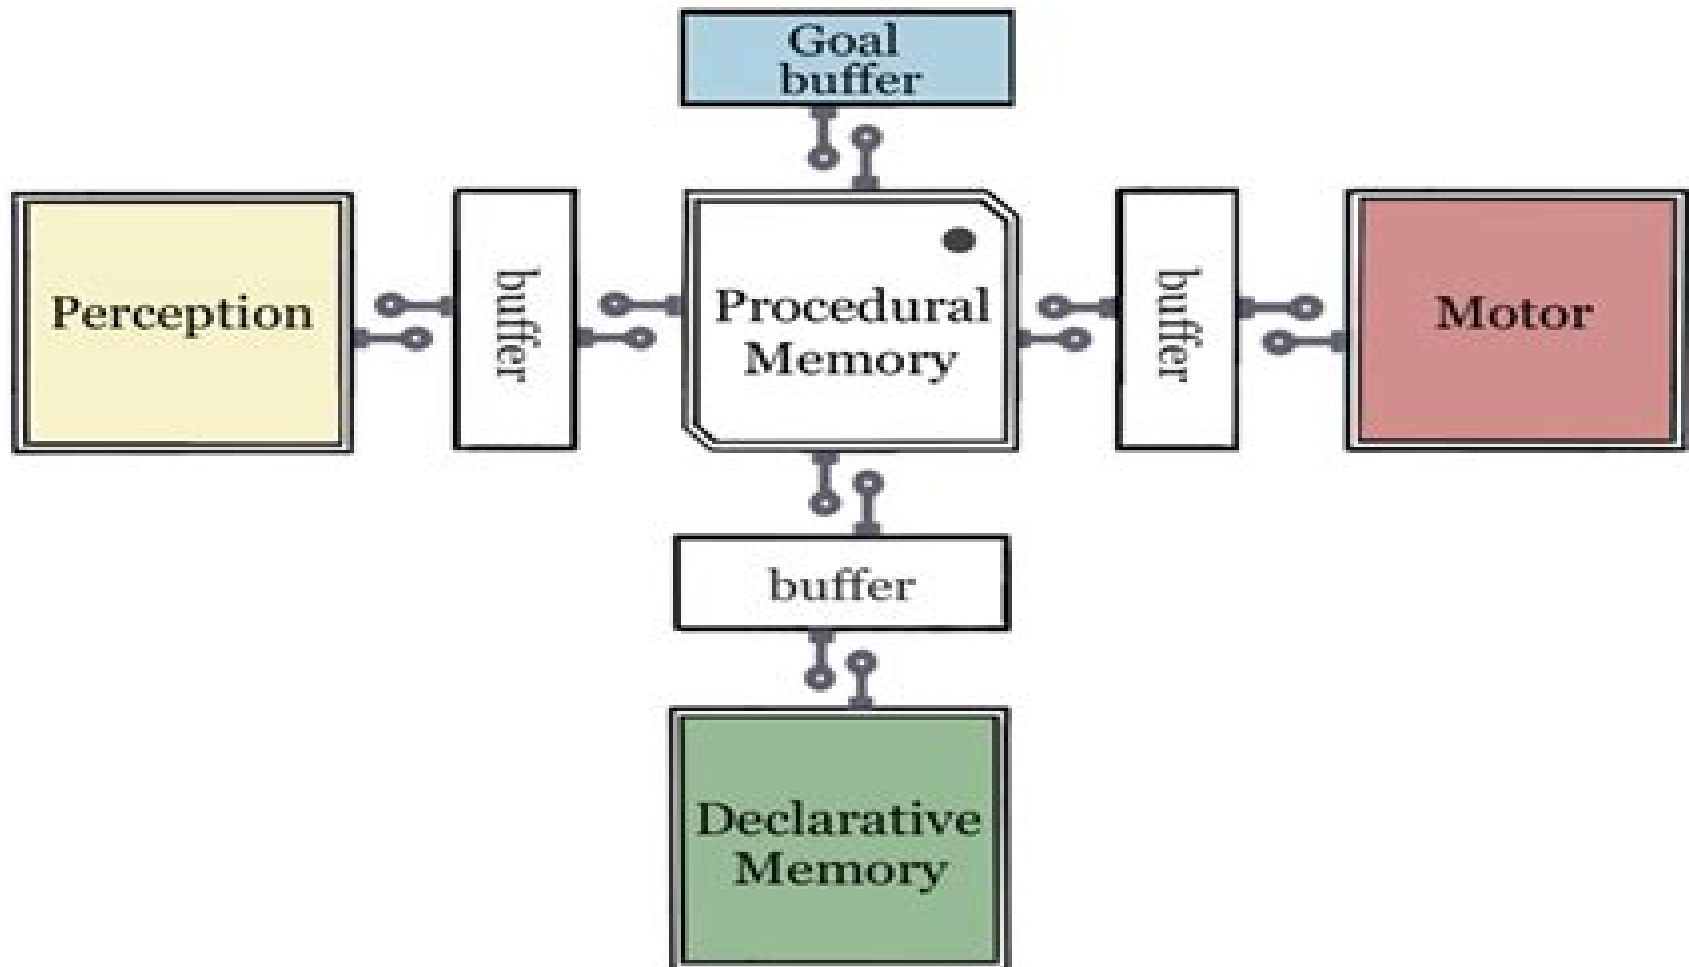 Goal
buffer
Perception
buffer
Procedural
Memory
buffer
Motor
buffer
Declarative
Memory